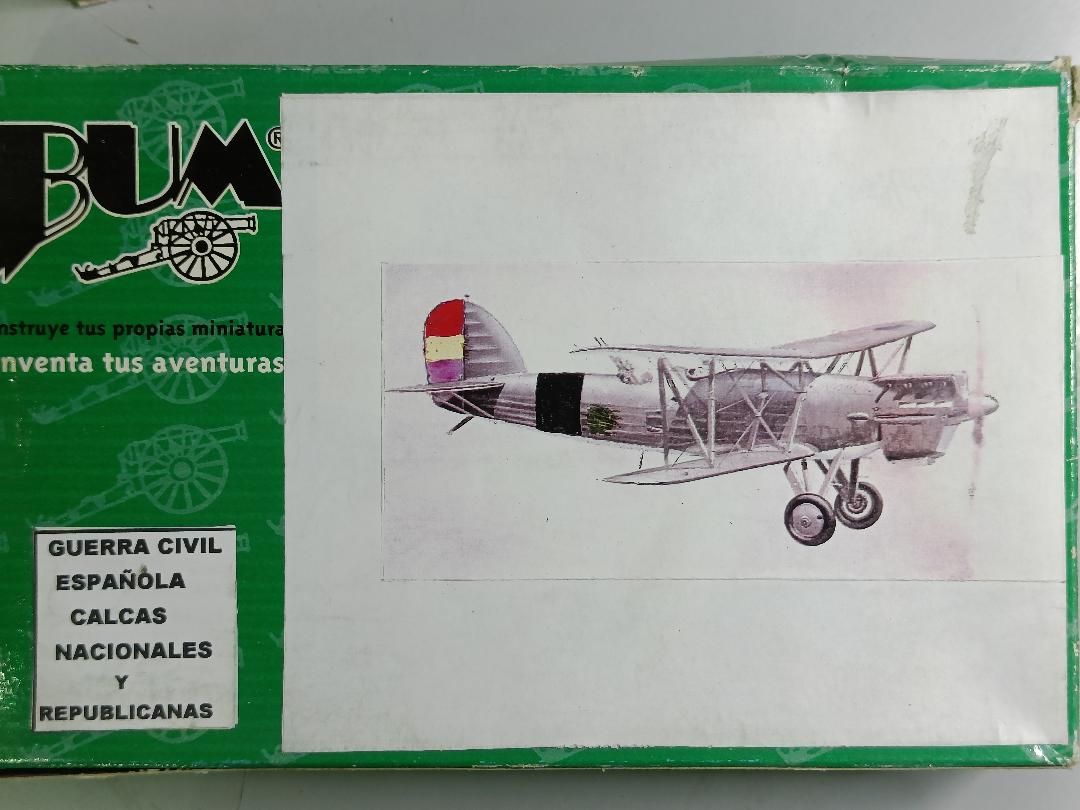 BUM®
nstruye tus propias miniatura
nventa tus aventuras
GUERRA CIVIL
ESPAÑOLA
CALCAS
NACIONALES
Y
REPUBLICANAS